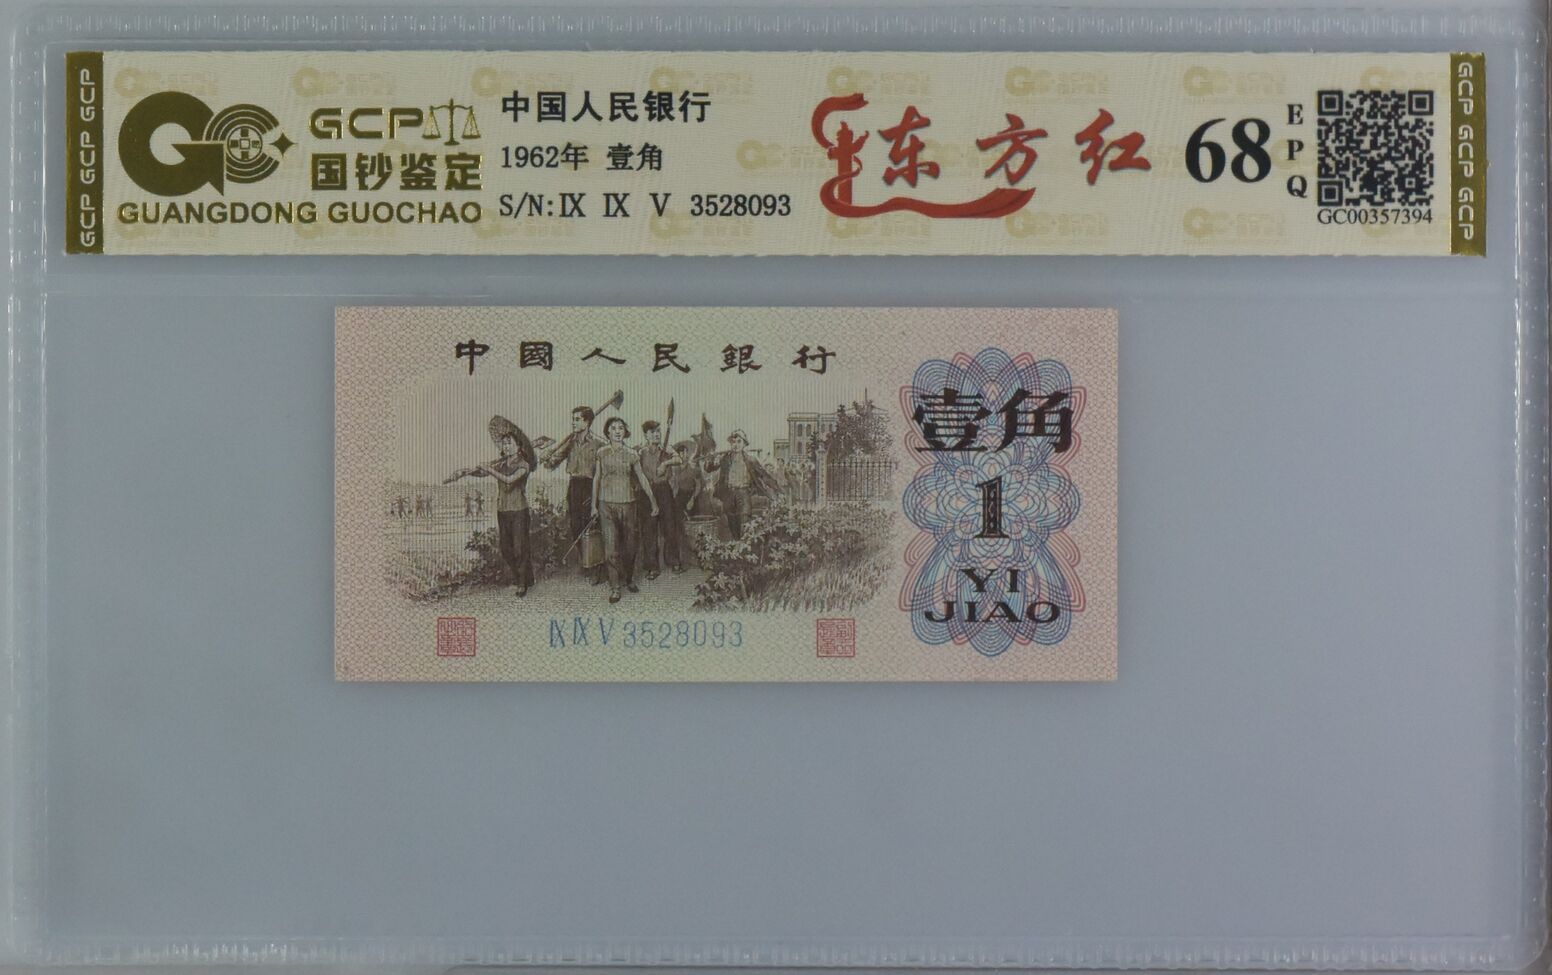 GCP GCP GCP
GCP
国钞鉴定
GUANGDONG GUOCHAO
中国人民银行
1962年 壹角
S/N:Ⅸ Ⅸ Ⅴ 3528093
东方红
68
EPQ
GC00357394
GCP GCP GCP
中國人民銀行
壹角
1
YI
JIAO
Ⅸ Ⅸ Ⅴ 3528093